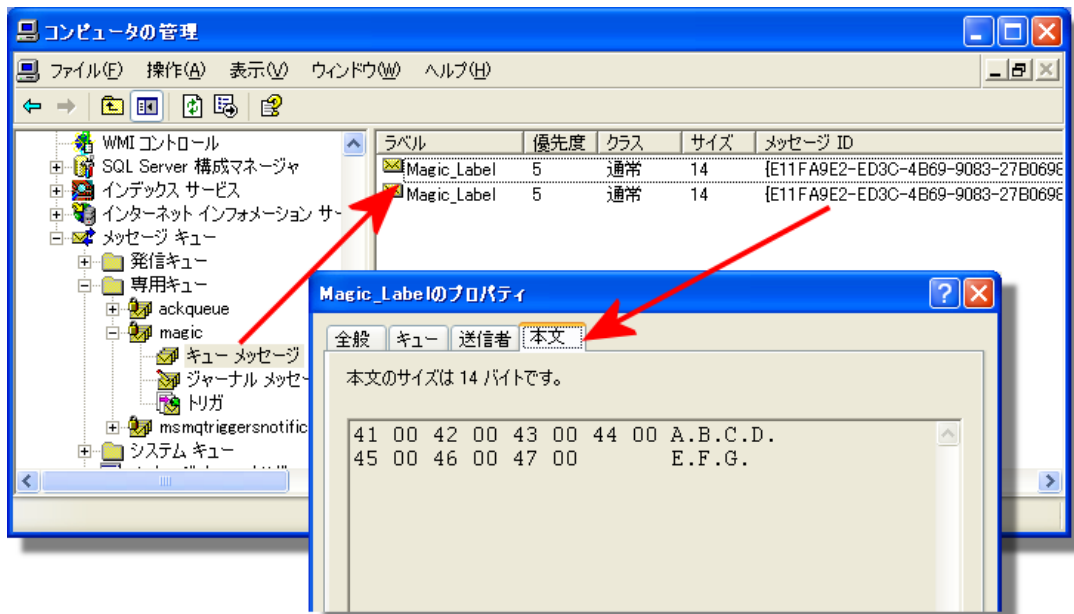 コンピュータの管理
ファイル(F) 操作(A) 表示(V) ウィンドウ(W) ヘルプ(H)
WMI コントロール
SQL Server 構成マネージャ
インデックス サービス
インターネット インフォメーション サー
メッセージ キュー
発信キュー
専用キュー
ackqueue
magic
キュー メッセージ
ジャーナル メッセー
トリガ
msmqtriggersnotific
システム キュー
ラベル 優先度 クラス サイズ メッセージ ID
Magic_Label 5 通常 14 {E11FA9E2-ED3C-4B69-9083-27B0698
Magic_Label 5 通常 14 {E11FA9E2-ED3C-4B69-9083-27B0698
Magic_Labelのプロパティ
全般 キュー 送信者 本文
本文のサイズは 14 バイトです。
41 00 42 00 43 00 44 00 A.B.C.D.
45 00 46 00 47 00 E.F.G.